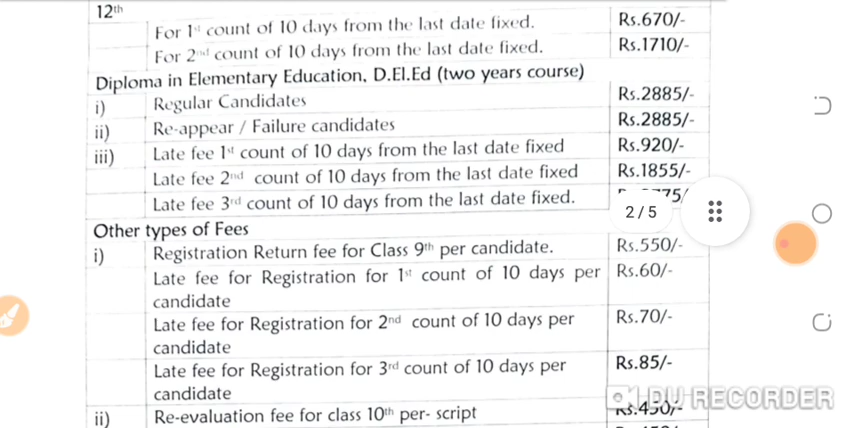 12th
For 1st count of 10 days from the last date fixed. Rs.670/-
For 2nd count of 10 days from the last date fixed. Rs.1710/-
Diploma in Elementary Education, D.El.Ed (two years course)
i) Regular Candidates Rs.2885/-
ii) Re-appear / Failure candidates Rs.2885/-
iii) Late fee 1st count of 10 days from the last date fixed Rs.920/-
Late fee 2nd count of 10 days from the last date fixed Rs.1855/-
Late fee 3rd count of 10 days from the last date fixed.
2 / 5
Other types of Fees
i) Registration Return fee for Class 9th per candidate. Rs.550/-
Late fee for Registration for 1st count of 10 days per Rs.60/-
candidate
Late fee for Registration for 2nd count of 10 days per Rs.70/-
candidate
Late fee for Registration for 3rd count of 10 days per Rs.85/-
candidate
DU RECORDER
ii) Re-evaluation fee for class 10th per- script Rs.450/-